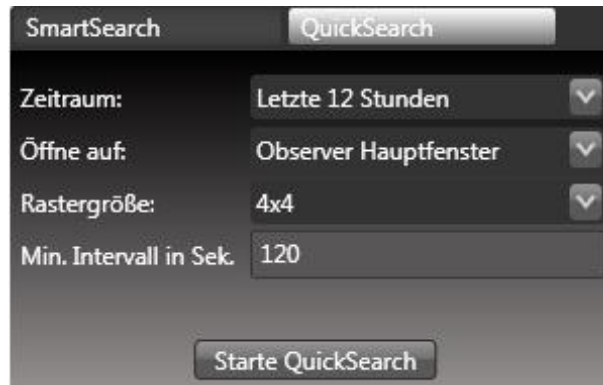 SmartSearch QuickSearch
Zeitraum: Letzte 12 Stunden
Öffne auf: Observer Hauptfenster
Rastergröße: 4x4
Min. Intervall in Sek. 120
Starte QuickSearch